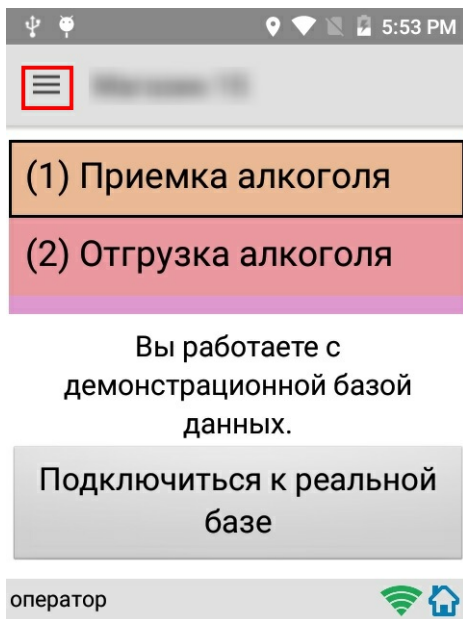 5:53 PM
(1) Приемка алкоголя
(2) Отгрузка алкоголя
Вы работаете с
демонстрационной базой
данных.
Подключиться к реальной
базе
оператор